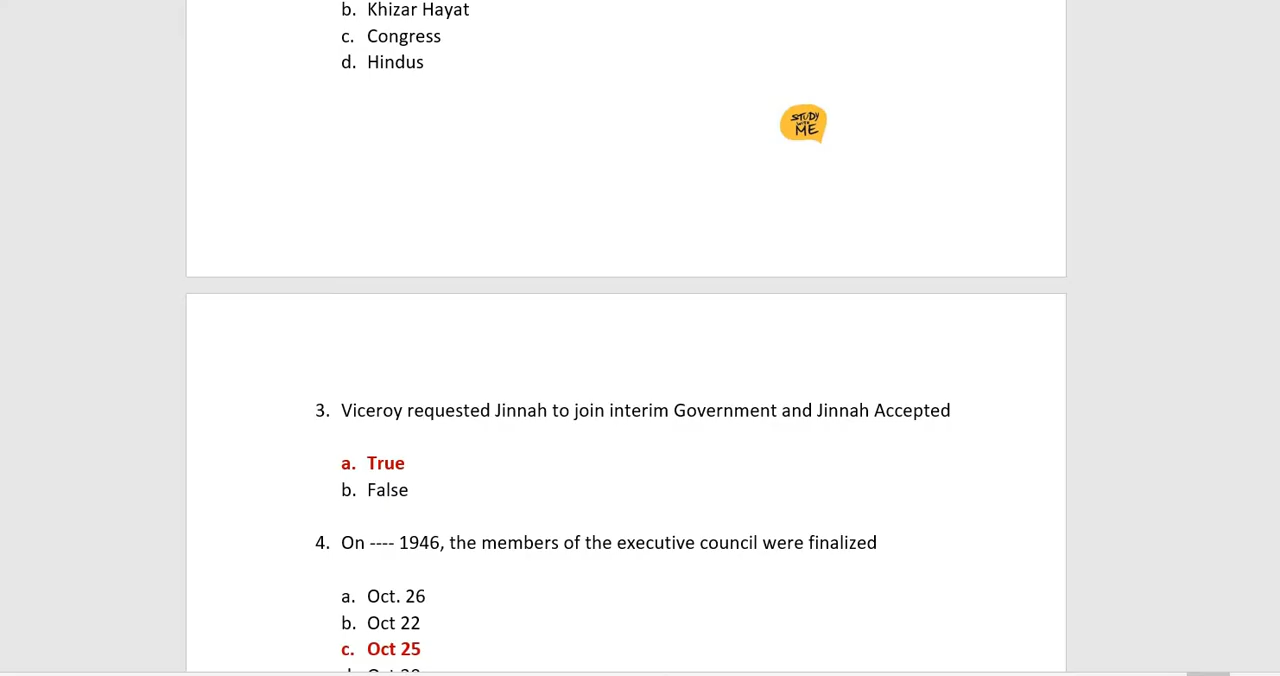 b. Khizar Hayat
c. Congress
d. Hindus
STUDY
with
ME
3. Viceroy requested Jinnah to join interim Government and Jinnah Accepted
a. True
b. False
4. On ---- 1946, the members of the executive council were finalized
a. Oct. 26
b. Oct 22
c. Oct 25